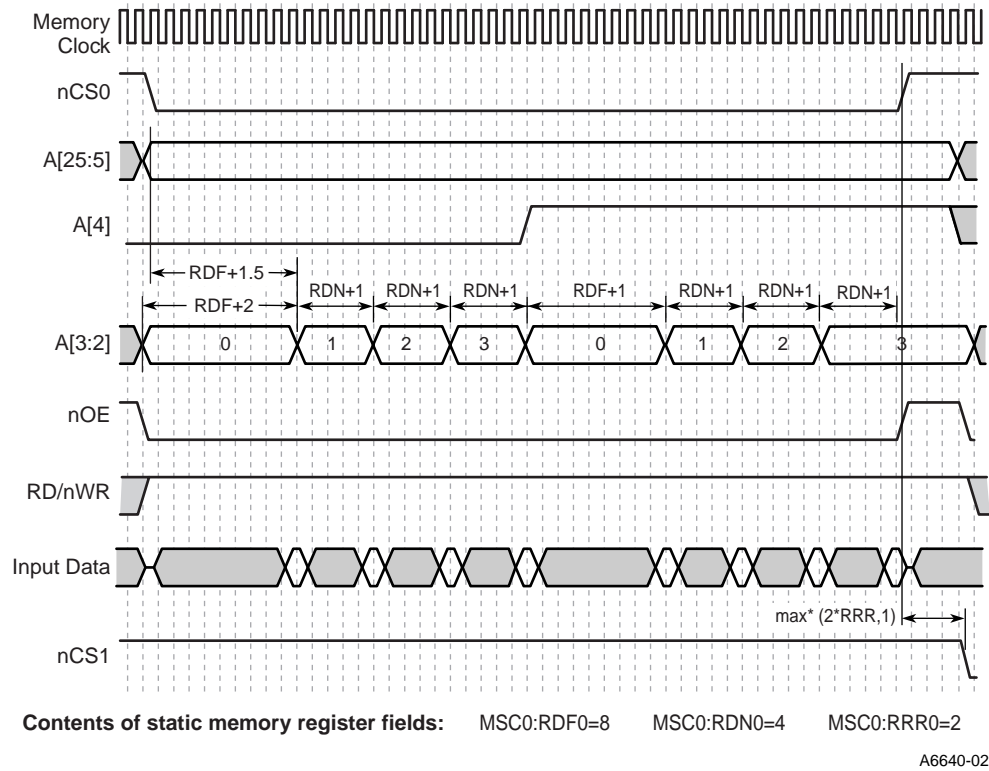 Memory
Clock
nCS0
A[25:5]
A[4]
RDF+1.5
RDF+2 RDN+1 RDN+1 RDN+1 RDF+1 RDN+1 RDN+1 RDN+1
A[3:2] 0 1 2 3 0 1 2 3
nOE
RD/nWR
Input Data
max* (2*RRR,1)
nCS1
Contents of static memory register fields: MSC0:RDF0=8 MSC0:RDN0=4 MSC0:RRR0=2
A6640-02